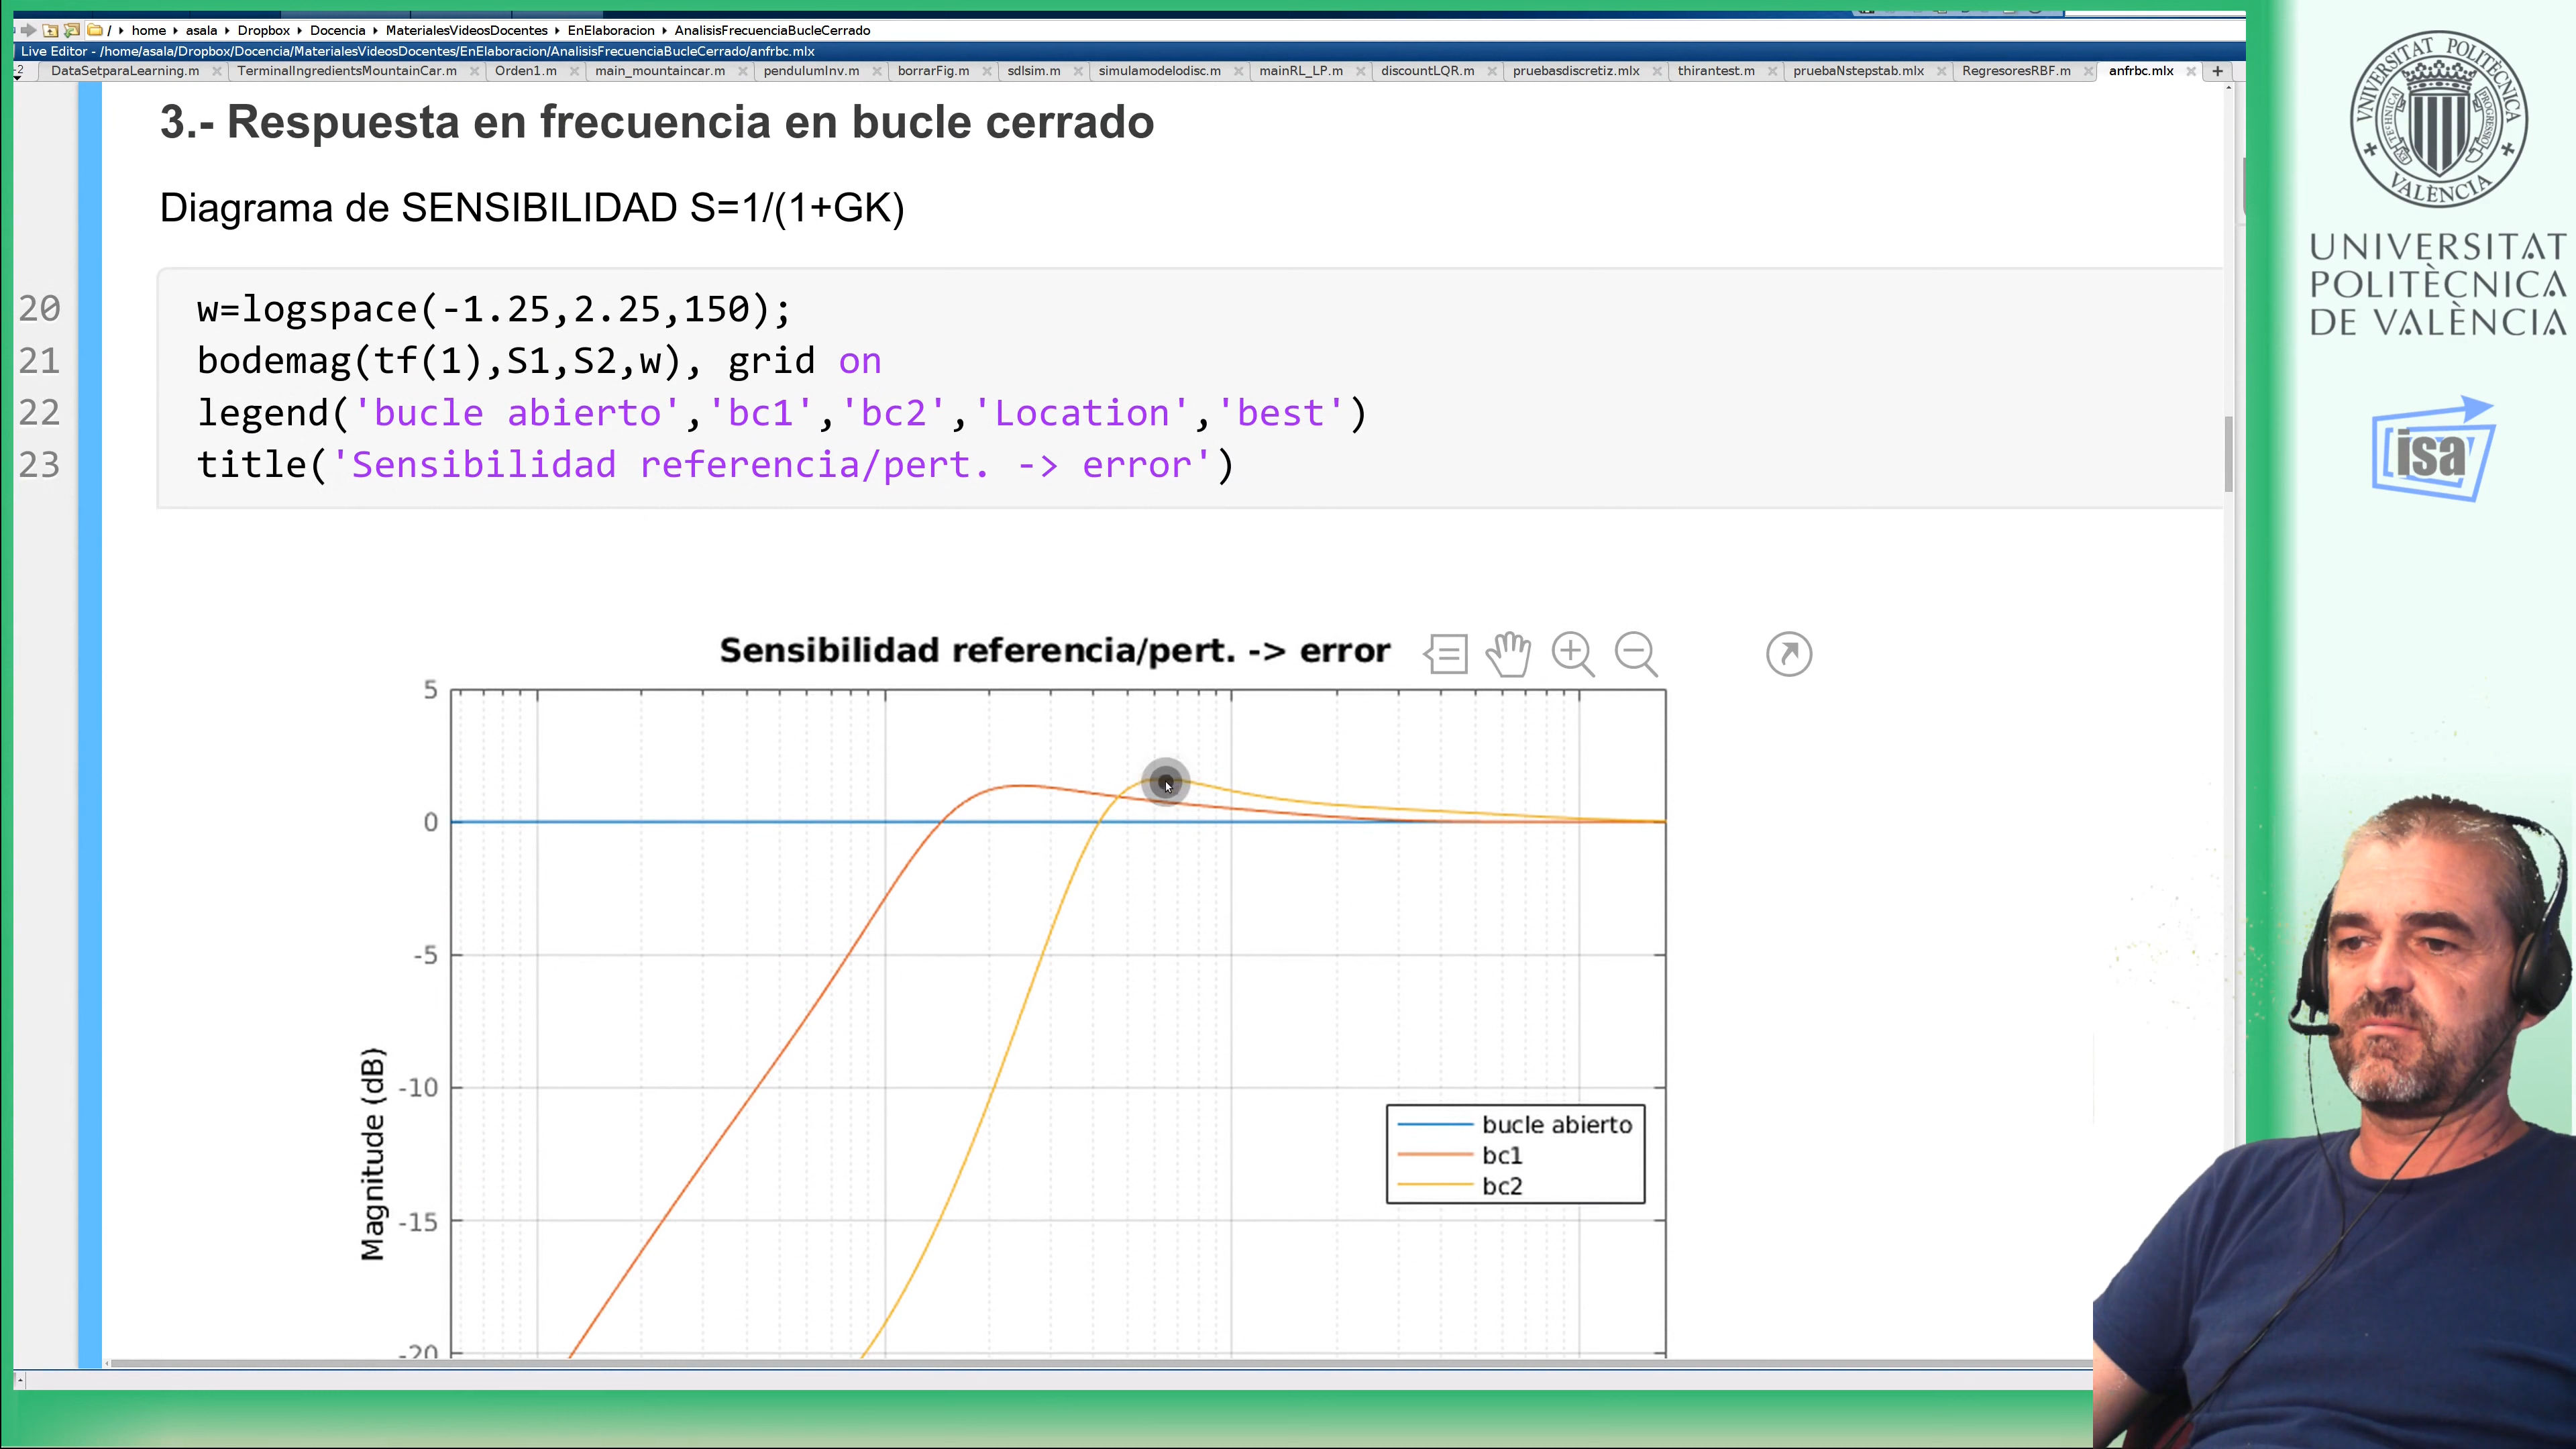 / ▸ home ▸ asala ▸ Dropbox ▸ Docencia ▸ MaterialesVideosDocentes ▸ EnElaboracion ▸ AnalisisFrecuenciaBucleCerrado
Live Editor - /home/asala/Dropbox/Docencia/MaterialesVideosDocentes/EnElaboracion/AnalisisFrecuenciaBucleCerrado/anfrbc.mlx
DataSetparaLearning.m TerminalIngredientsMountainCar.m Orden1.m main_mountaincar.m pendulumInv.m borrarFig.m sdlsim.m simulamodelodisc.m mainRL_LP.m discountLQR.m pruebasdiscretiz.mlx thirantest.m pruebaNstepstab.mlx RegresoresRBF.m anfrbc.mlx +
3.- Respuesta en frecuencia en bucle cerrado
Diagrama de SENSIBILIDAD S=1/(1+GK)
20 w=logspace(-1.25,2.25,150);
21 bodemag(tf(1),S1,S2,w), grid on
22 legend('bucle abierto','bc1','bc2','Location','best')
23 title('Sensibilidad referencia/pert. -> error')
Sensibilidad referencia/pert. -> error
5
0
-5
-10
-15
-20
Magnitude (dB)
bucle abierto
bc1
bc2
UNIVERSITAT POLITÈCNICA
VALÈNCIA
UNIVERSITAT
POLITÈCNICA
DE VALÈNCIA
isa